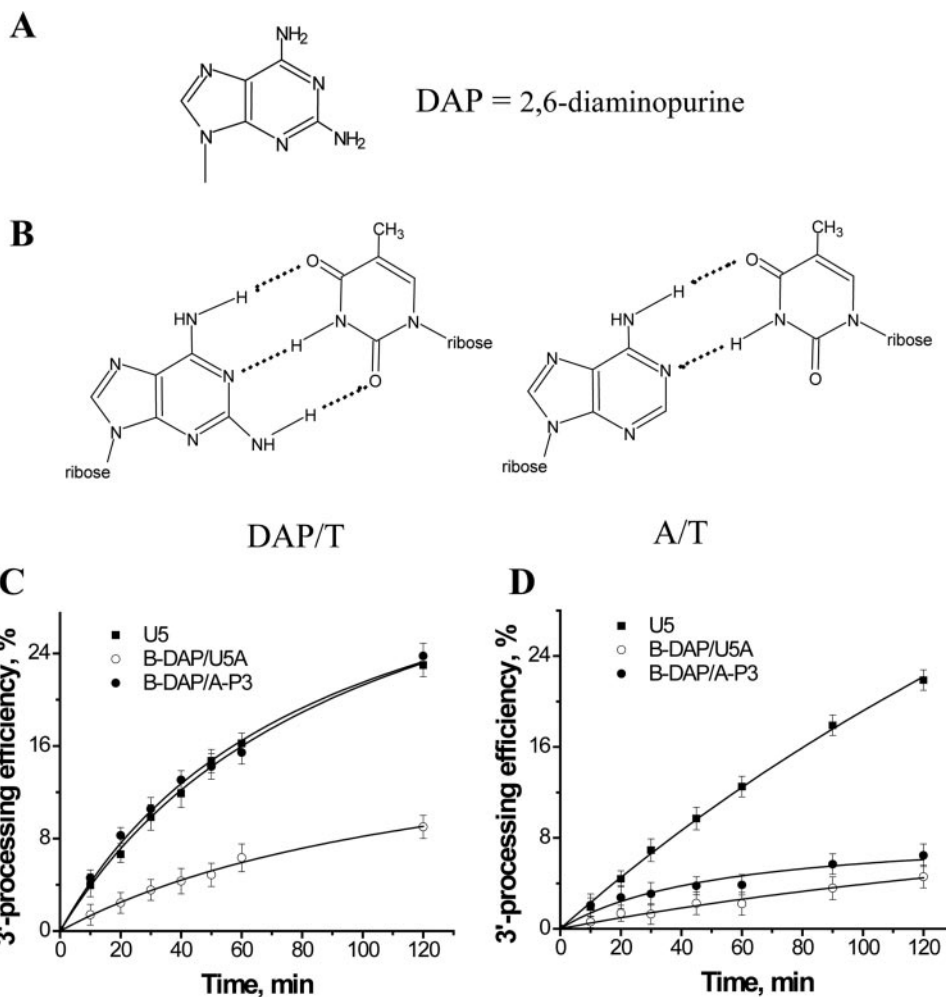 A
NH2
N
N
N
N
NH2
DAP = 2,6-diaminopurine
B
CH3
O
H
HN
N
H
N
N
ribose
N
N
O
N
N
H
NH
ribose
DAP/T
CH3
O
H
HN
N
H
N
N
ribose
N
N
O
N
N
ribose
A/T
C
3'-processing efficiency, %
24
16
8
0
U5
B-DAP/U5A
B-DAP/A-P3
0 20 40 60 80 100 120
Time, min
D
3'-processing efficiency, %
24
16
8
0
U5
B-DAP/U5A
B-DAP/A-P3
0 20 40 60 80 100 120
Time, min